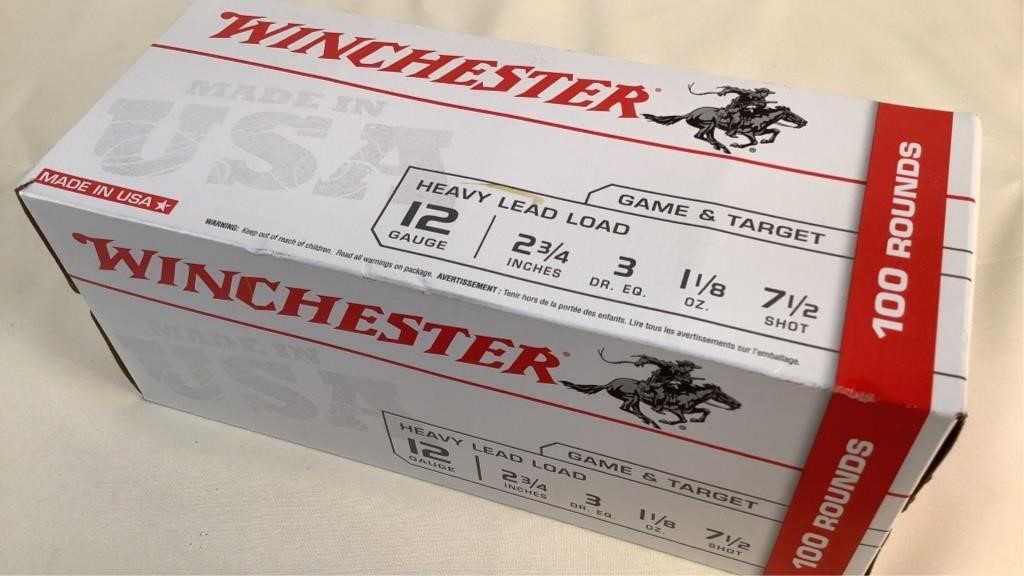 WINCHESTER
MADE IN
USA
MADE IN USA
HEAVY LEAD LOAD
GAME & TARGET
12
GAUGE
2 3/4
INCHES
3
DR. EQ.
1 1/8
OZ.
7 1/2
SHOT
100 ROUNDS
WARNING: Keep out of reach of children. Read all warnings on package. AVERTISSEMENT : Tenir hors de la portée des enfants. Lire tous les avertissements sur l'emballage.
WINCHESTER
MADE IN
USA
HEAVY LEAD LOAD
GAME & TARGET
12
GAUGE
2 3/4
INCHES
3
DR. EQ
1 1/8
OZ.
7 1/2
SHOT
100 ROUNDS